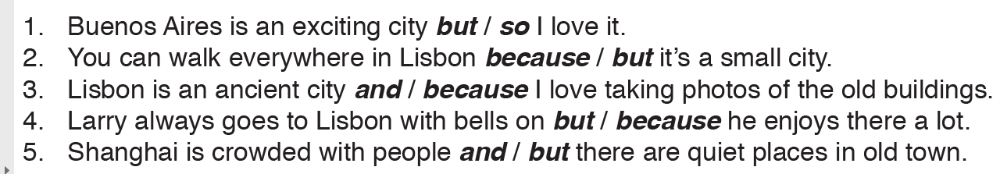 1. Buenos Aires is an exciting city but / so I love it.
2. You can walk everywhere in Lisbon because / but it’s a small city.
3. Lisbon is an ancient city and / because I love taking photos of the old buildings.
4. Larry always goes to Lisbon with bells on but / because he enjoys there a lot.
5. Shanghai is crowded with people and / but there are quiet places in old town.